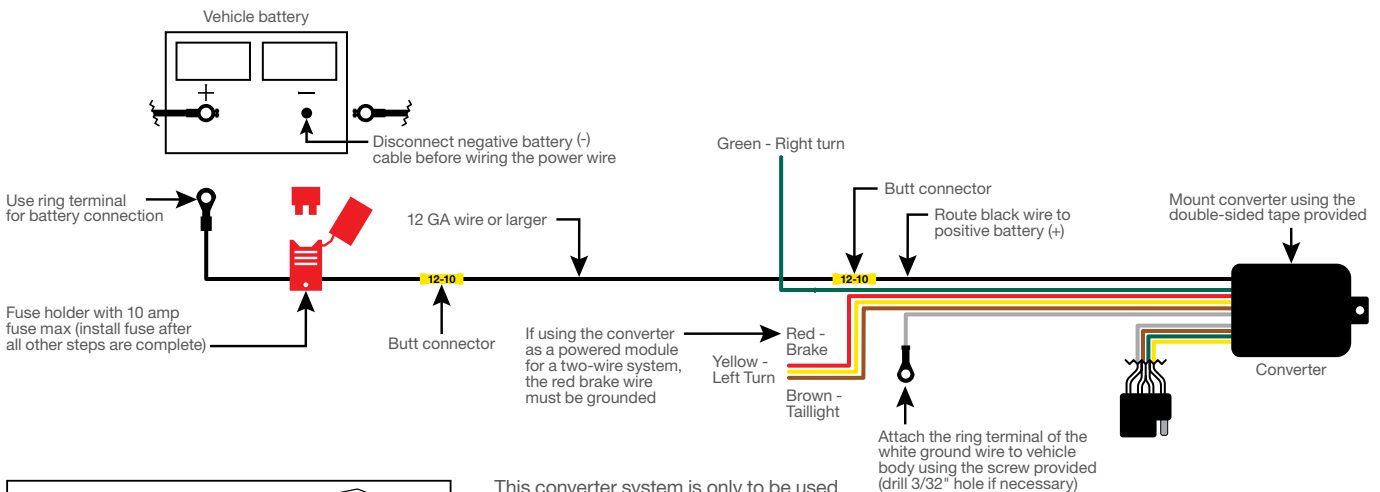 Vehicle battery
+
−
Disconnect negative battery (-)
cable before wiring the power wire
Green - Right turn
Use ring terminal
for battery connection
12 GA wire or larger
Butt connector
Route black wire to
positive battery (+)
Mount converter using the
double-sided tape provided
12-10
12-10
Fuse holder with 10 amp
fuse max (install fuse after
all other steps are complete)
Butt connector
If using the converter
as a powered module
for a two-wire system,
the red brake wire
must be grounded
Red -
Brake
Yellow -
Left Turn
Brown -
Taillight
Converter
Attach the ring terminal of the
white ground wire to vehicle
body using the screw provided
(drill 3/32" hole if necessary)
This converter system is only to be used